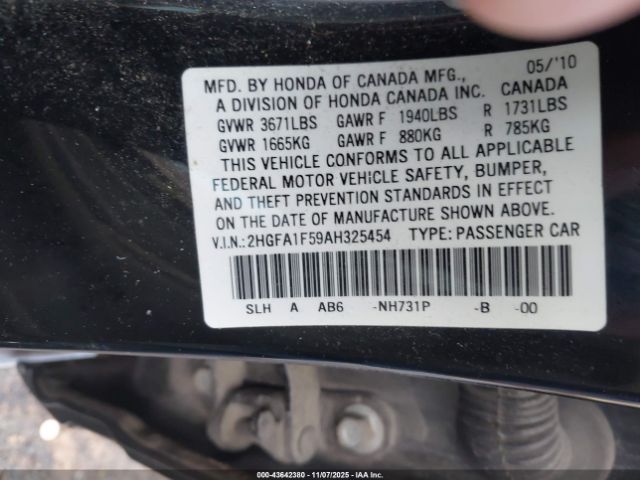 05/'10
MFD. BY HONDA OF CANADA MFG.,
A DIVISION OF HONDA CANADA INC. CANADA
GVWR 3671LBS GAWR F 1940LBS R 1731LBS
GVWR 1665KG GAWR F 880KG R 785KG
THIS VEHICLE CONFORMS TO ALL APPLICABLE
FEDERAL MOTOR VEHICLE SAFETY, BUMPER,
AND THEFT PREVENTION STANDARDS IN EFFECT
ON THE DATE OF MANUFACTURE SHOWN ABOVE.
V.I.N.: 2HGFA1F59AH325454 TYPE: PASSENGER CAR
SLH A AB6 -NH731P -B -00
000-43642380 - 11/07/2025 - IAA Inc.